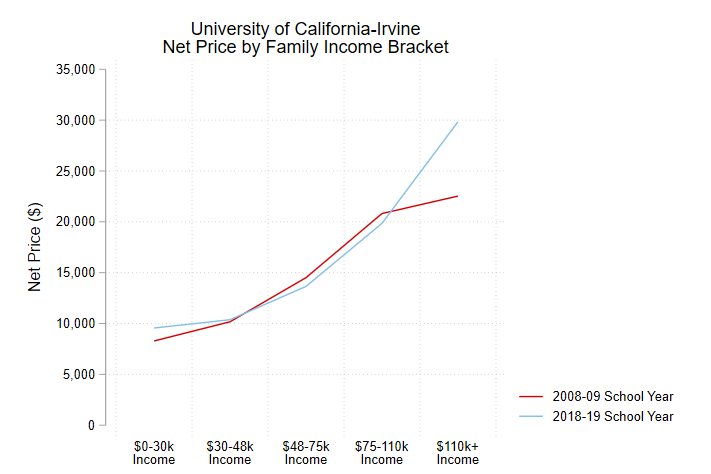 University of California-Irvine
Net Price by Family Income Bracket
Net Price ($)
35,000
30,000
25,000
20,000
15,000
10,000
5,000
0
$0-30k
Income
$30-48k
Income
$48-75k
Income
$75-110k
Income
$110k+
Income
2008-09 School Year
2018-19 School Year